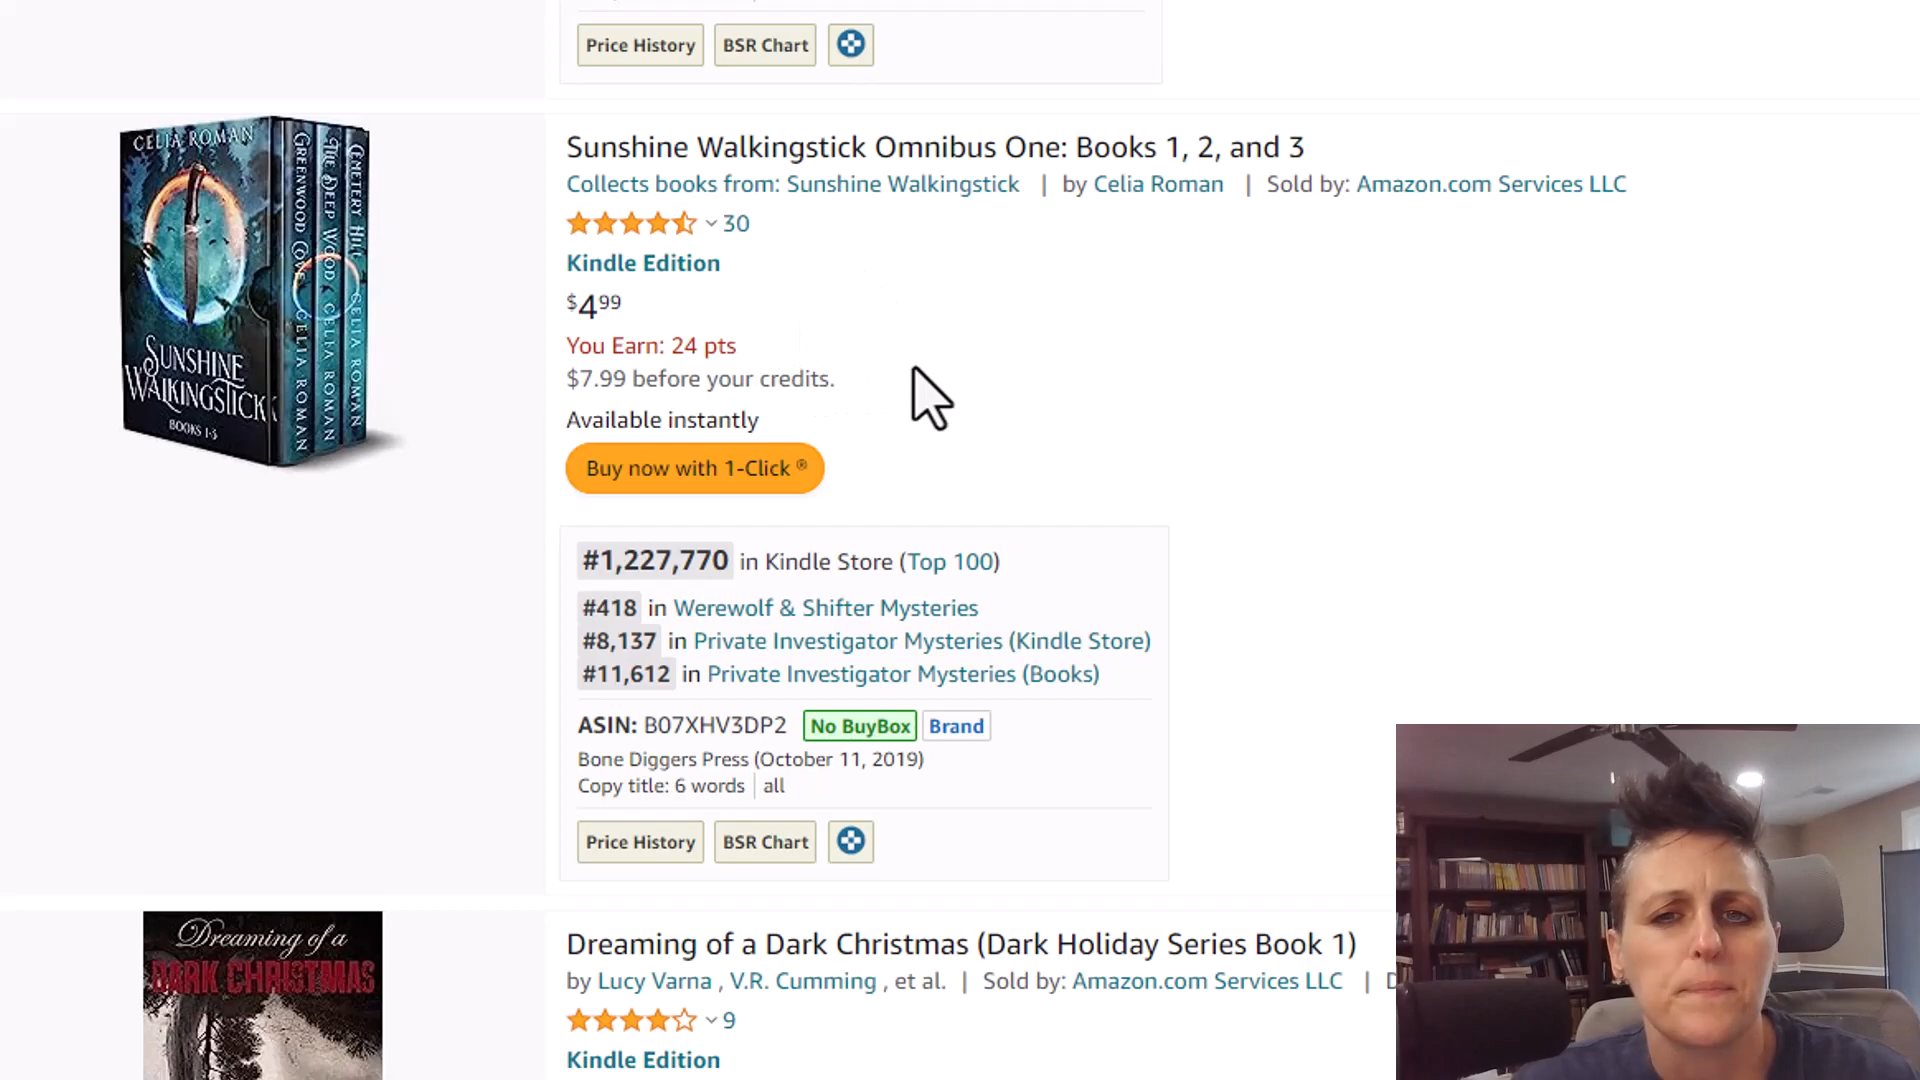 Price History BSR Chart
CELIA ROMAN
SUNSHINE
WALKINGSTICK
BOOKS 1-3
GREENWOOD COVE CELIA ROMAN
THE DEEP WOOD CELIA ROMAN
CEMETERY HILL CELIA ROMAN
Sunshine Walkingstick Omnibus One: Books 1, 2, and 3
Collects books from: Sunshine Walkingstick | by Celia Roman | Sold by: Amazon.com Services LLC
30
Kindle Edition
$4.99
You Earn: 24 pts
$7.99 before your credits.
Available instantly
Buy now with 1-Click ®
#1,227,770 in Kindle Store (Top 100)
#418 in Werewolf & Shifter Mysteries
#8,137 in Private Investigator Mysteries (Kindle Store)
#11,612 in Private Investigator Mysteries (Books)
ASIN: B07XHV3DP2 No BuyBox Brand
Bone Diggers Press (October 11, 2019)
Copy title: 6 words | all
Price History BSR Chart
Dreaming of a
DARK CHRISTMAS
Dreaming of a Dark Christmas (Dark Holiday Series Book 1)
by Lucy Varna , V.R. Cumming , et al. | Sold by: Amazon.com Services LLC |
9
Kindle Edition